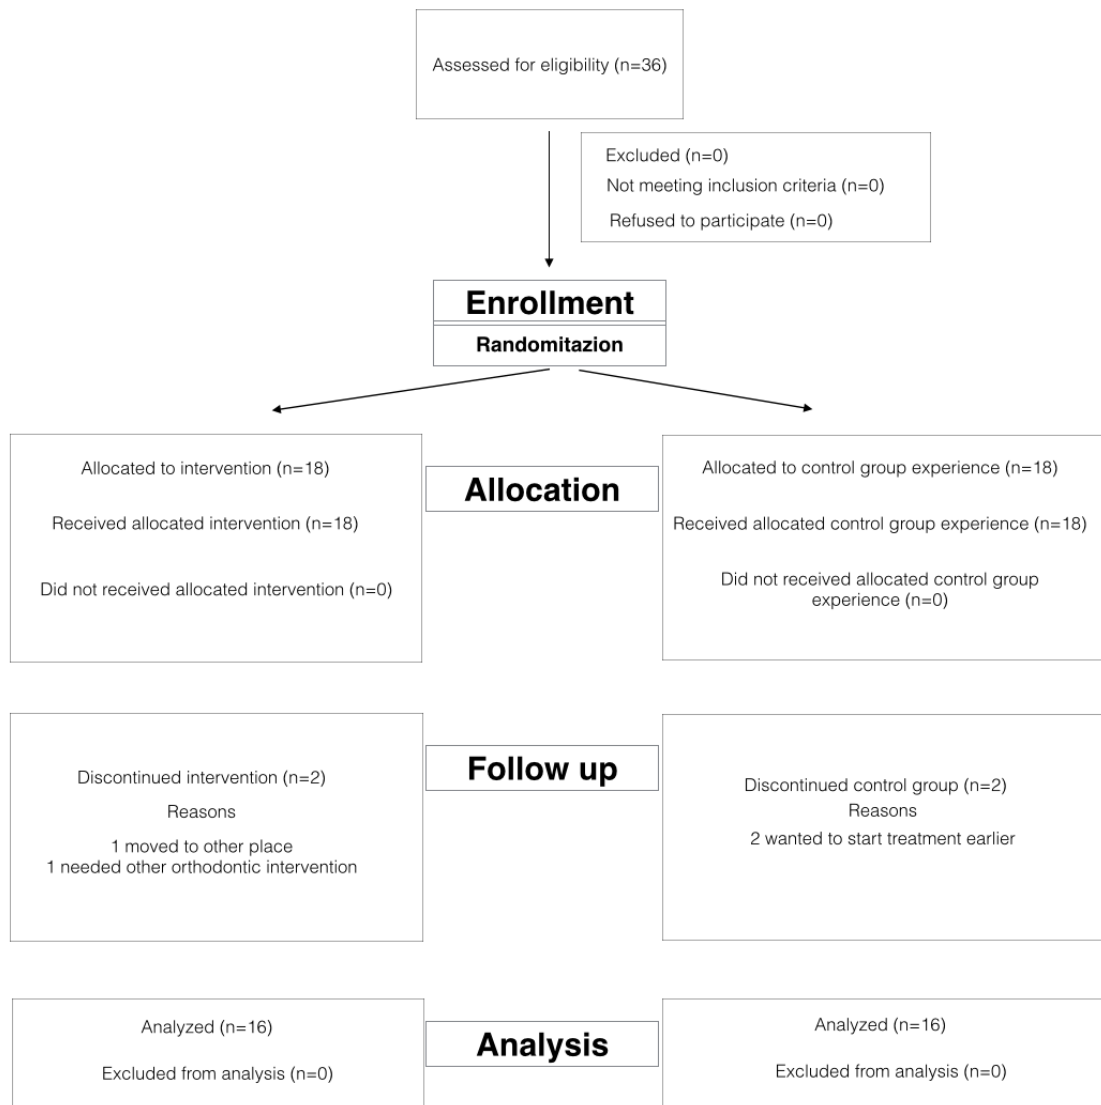 Assessed for eligibility (n=36)
Excluded (n=0)
Not meeting inclusion criteria (n=0)
Refused to participate (n=0)
Enrollment
Randomitazion
Allocated to intervention (n=18)
Received allocated intervention (n=18)
Did not received allocated intervention (n=0)
Allocation
Allocated to control group experience (n=18)
Received allocated control group experience (n=18)
Did not received allocated control group
experience (n=0)
Discontinued intervention (n=2)
Reasons
1 moved to other place
1 needed other orthodontic intervention
Follow up
Discontinued control group (n=2)
Reasons
2 wanted to start treatment earlier
Analyzed (n=16)
Excluded from analysis (n=0)
Analysis
Analyzed (n=16)
Excluded from analysis (n=0)